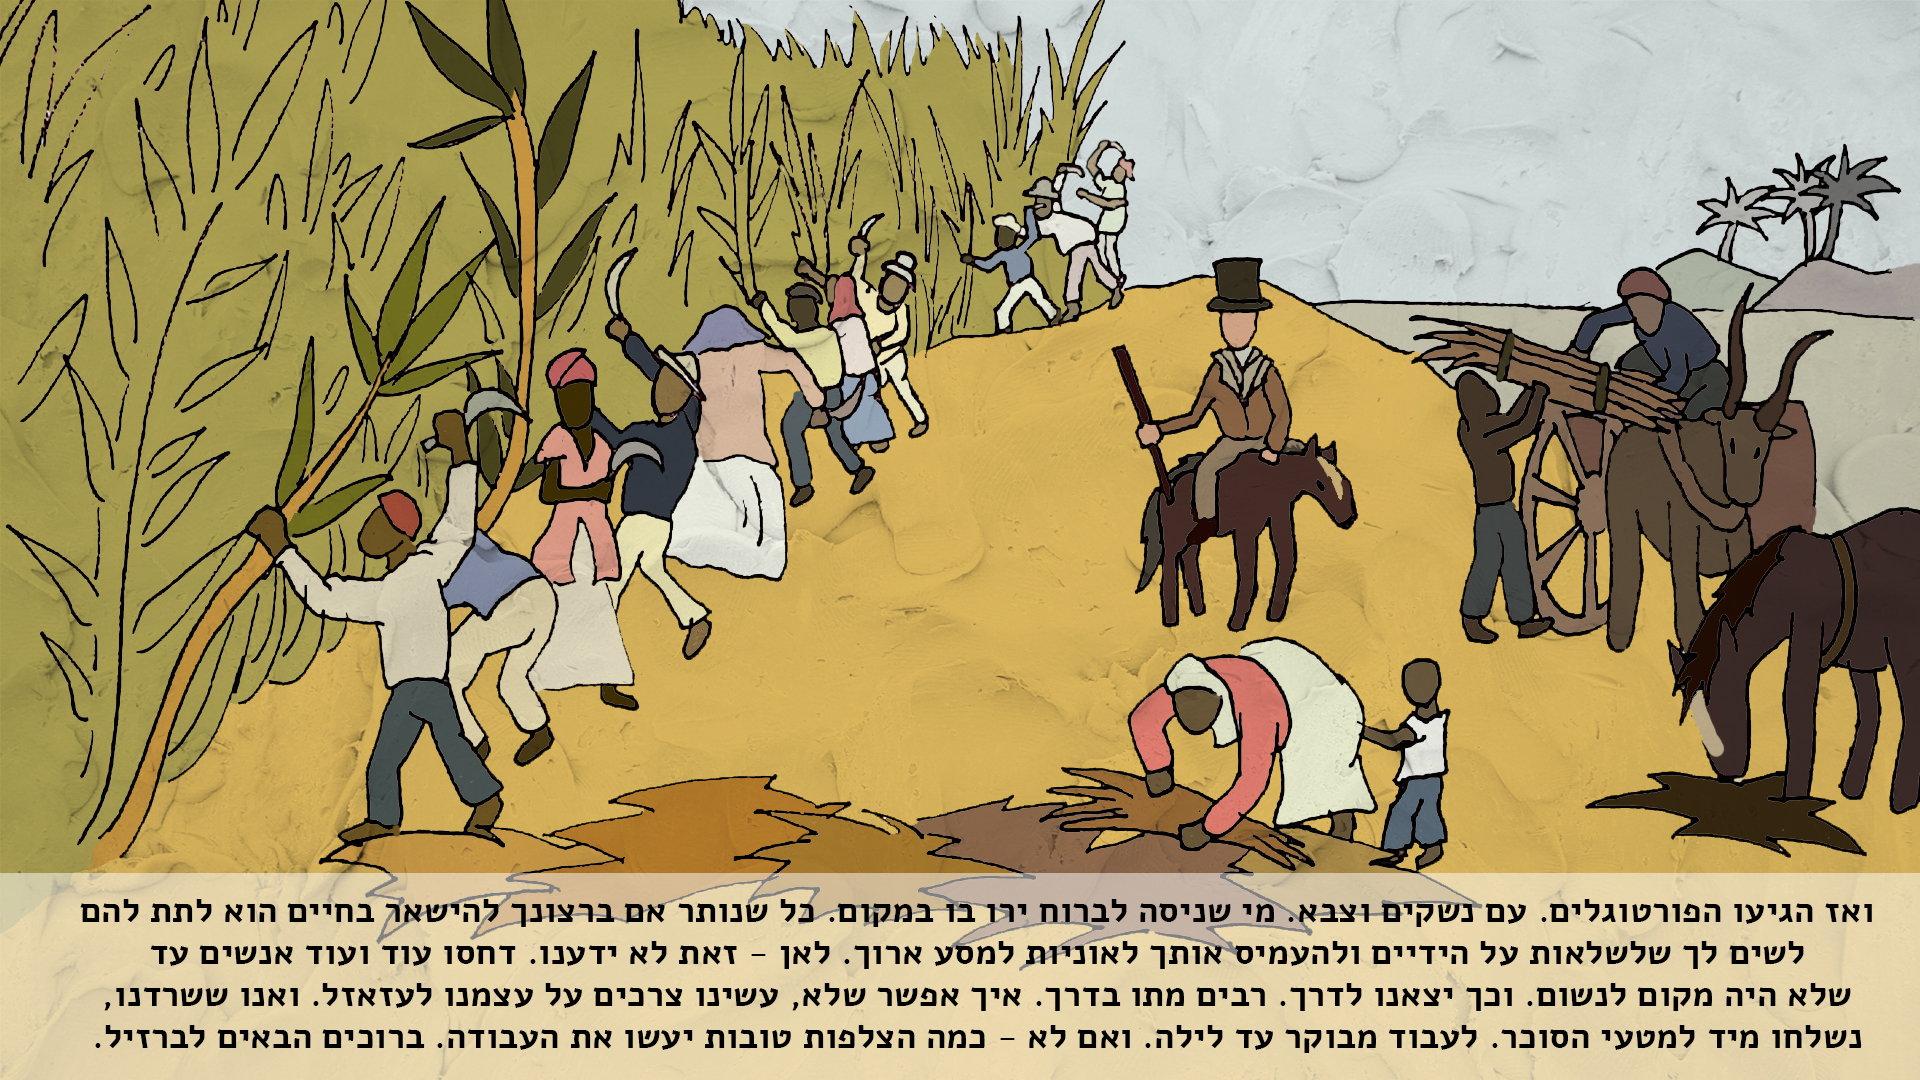 ואז הגיעו הפורטוגלים. עם נשקים וצבא. מי שניסה לברוח ירו בו במקום. כל שנותר אם ברצונך להישאר בחיים הוא לתת להם
לשים לך שלשלאות על הידיים ולהעמיס אותך לאוניות למסע ארוך. לאן – זאת לא ידענו. דחסו עוד ועוד אנשים עד
שלא היה מקום לנשום. וכך יצאנו לדרך. רבים מתו בדרך. איך אפשר שלא, עשינו צרכים על עצמנו לעזאזל. ואנו ששרדנו,
נשלחו מיד למטעי הסוכר. לעבוד מבוקר עד לילה. ואם לא – כמה הצלפות טובות יעשו את העבודה. ברוכים הבאים לברזיל.